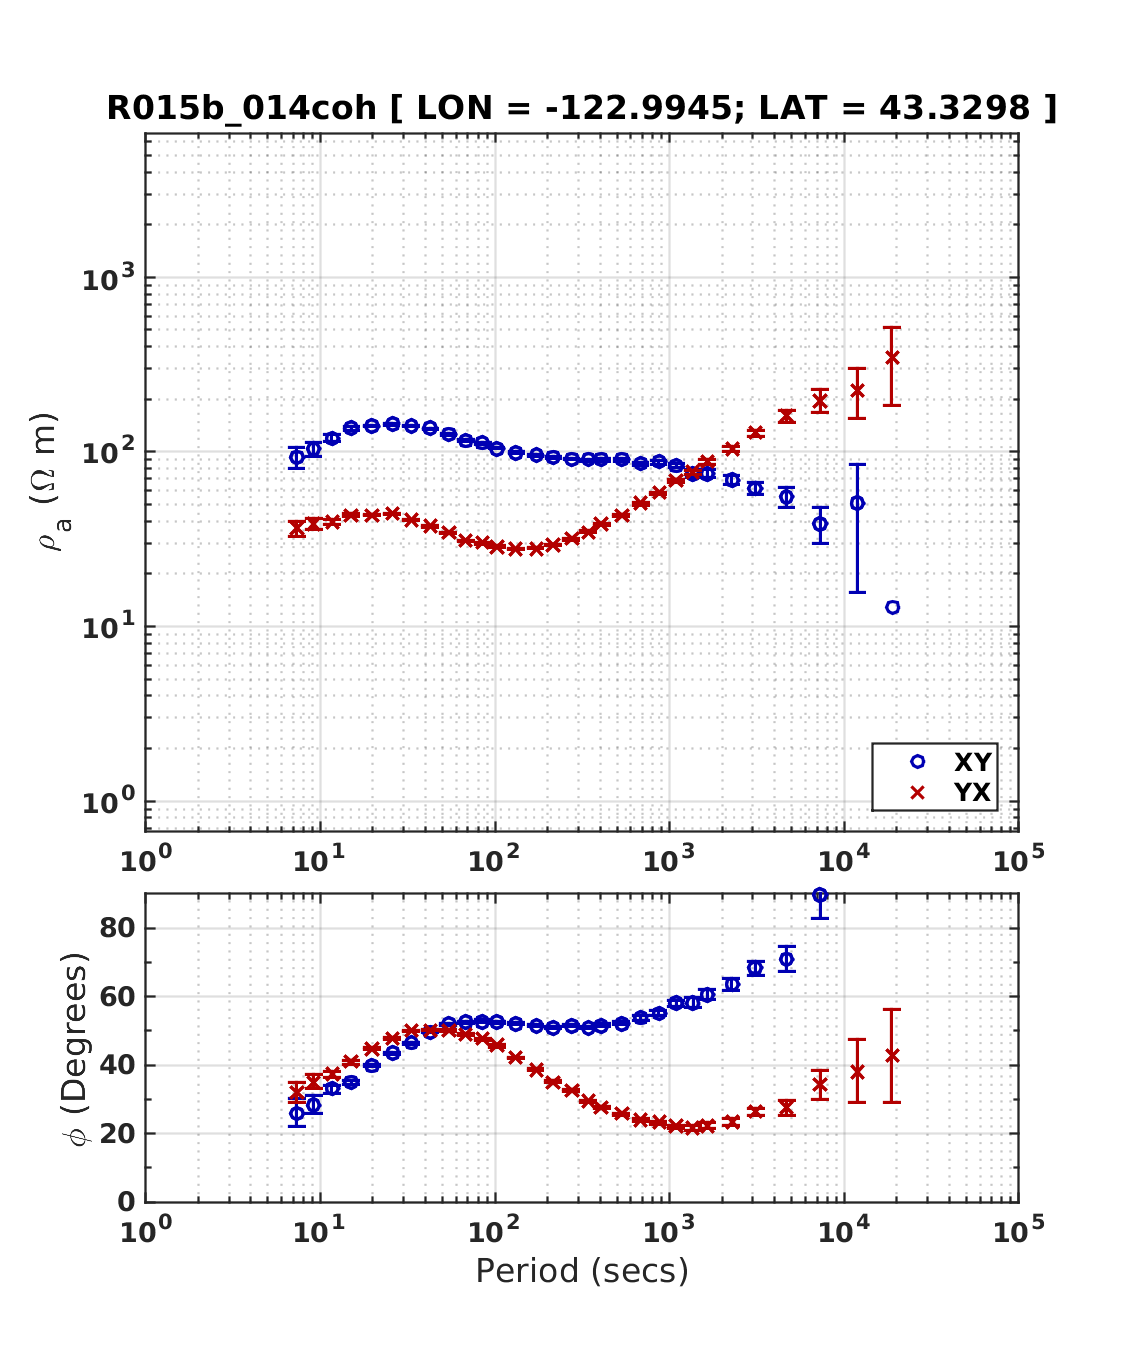 R015b_014coh [ LON = -122.9945; LAT = 43.3298 ]
ρ a (Ω m)
10³
10²
10¹
10⁰
XY
YX
10⁰ 10¹ 10² 10³ 10⁴ 10⁵
ϕ (Degrees)
80
60
40
20
0
10⁰ 10¹ 10² 10³ 10⁴ 10⁵
Period (secs)